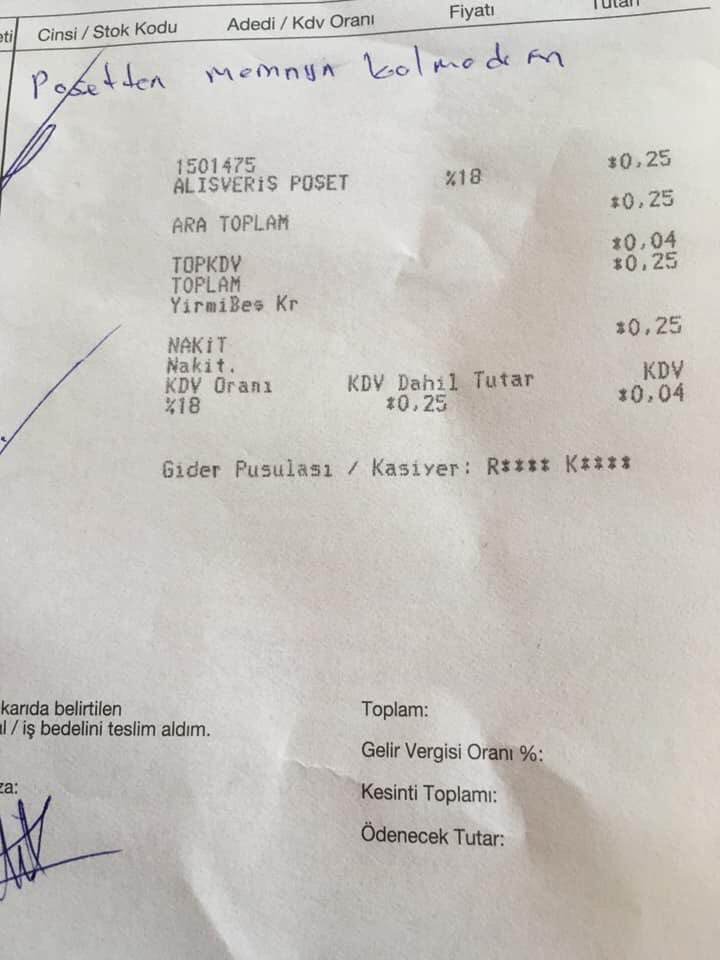 eti Cinsi / Stok Kodu Adedi / Kdv Oranı Fiyatı Tutarı
Poşetten memnun kalmadım
1501475 *0,25
ALIŞVERİŞ POŞET %18
*0,25
ARA TOPLAM
*0,04
TOPKDV *0,25
TOPLAM
YirmiBeş Kr
*0,25
NAKİT
Nakit.
KDV Oranı KDV Dahil Tutar KDV
%18 *0,25 *0,04
Gider Pusulası / Kasiyer: R**** K****
karıda belirtilen Toplam:
al / iş bedelini teslim aldım.
Gelir Vergisi Oranı %:
za: Kesinti Toplamı:
Ödenecek Tutar: